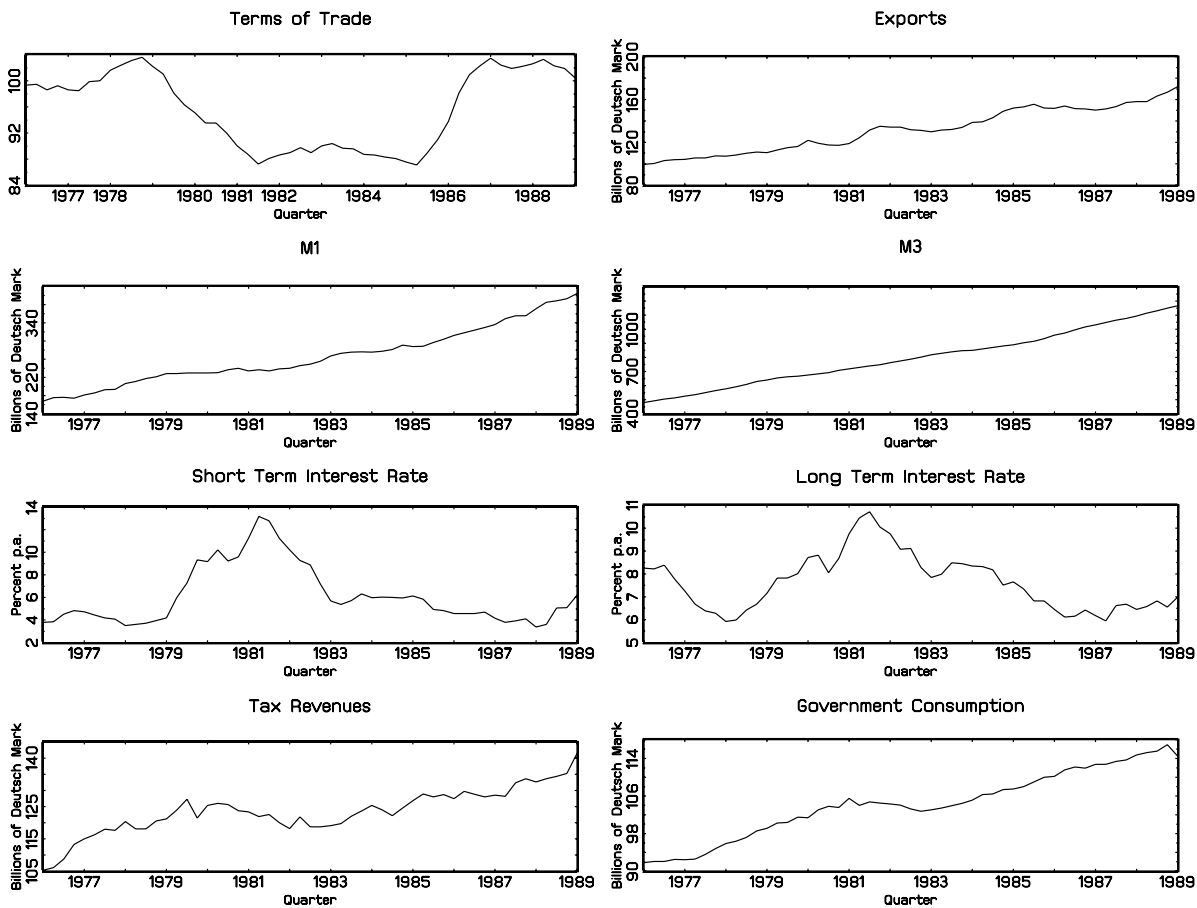 Terms of Trade
100
92
84
1977 1978 1980 1981 1982 1984 1986 1988
Quarter
Exports
Billions of Deutsch Mark
200
160
120
80
1977 1979 1981 1983 1985 1987 1989
Quarter
M1
Billions of Deutsch Mark
340
220
140
1977 1979 1981 1983 1985 1987 1989
Quarter
M3
Billions of Deutsch Mark
1000
700
400
1977 1979 1981 1983 1985 1987 1989
Quarter
Short Term Interest Rate
Percent p.a.
14
10
8
6
4
2
1977 1979 1981 1983 1985 1987 1989
Quarter
Long Term Interest Rate
Percent p.a.
11
10
9
8
7
6
5
1977 1979 1981 1983 1985 1987 1989
Quarter
Tax Revenues
Billions of Deutsch Mark
140
125
115
105
1977 1979 1981 1983 1985 1987 1989
Quarter
Government Consumption
Billions of Deutsch Mark
114
106
98
90
1977 1979 1981 1983 1985 1987 1989
Quarter